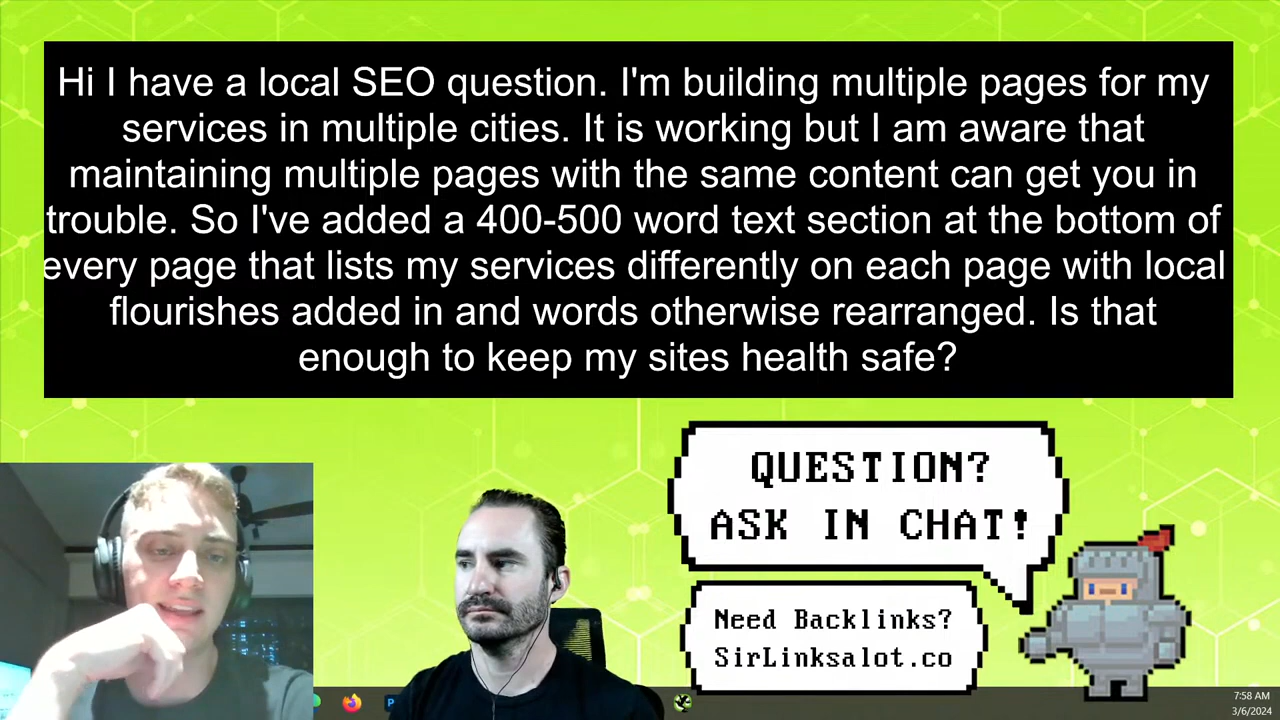 Hi I have a local SEO question. I'm building multiple pages for my
services in multiple cities. It is working but I am aware that
maintaining multiple pages with the same content can get you in
trouble. So I've added a 400-500 word text section at the bottom of
every page that lists my services differently on each page with local
flourishes added in and words otherwise rearranged. Is that
enough to keep my sites health safe?
QUESTION?
ASK IN CHAT!
Need Backlinks?
SirLinksalot.co
P
7:58 AM
3/6/2024